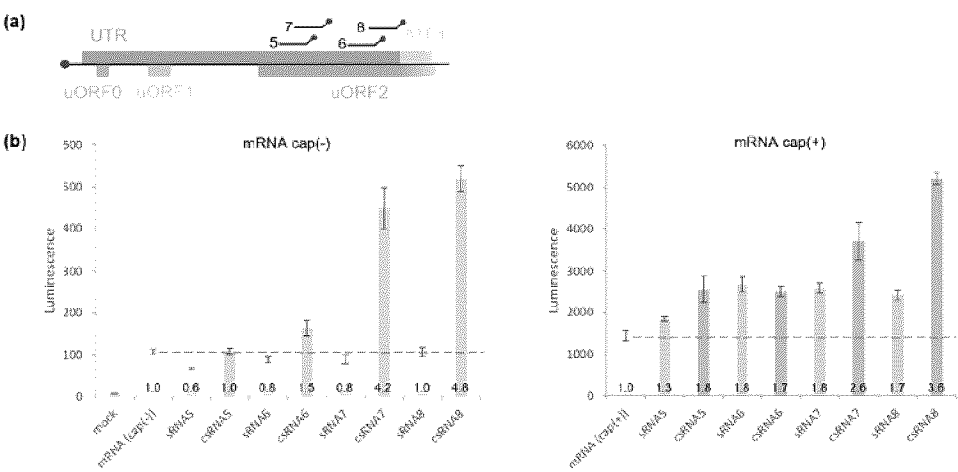 (a)
UTR
7
8
5
6
uORF0
uORF1
uORF2
(b)
mRNA cap(-)
Luminescence
600
500
400
300
200
100
0
1.0
0.6
1.0
0.8
1.5
0.8
4.2
1.0
4.8
mock
mRNA (cap(-))
sRNA5
csRNA5
sRNA6
csRNA6
sRNA7
csRNA7
sRNA8
csRNA8
mRNA cap(+)
Luminescence
6000
5000
4000
3000
2000
1000
0
1.0
1.3
1.8
1.8
1.7
1.8
2.6
1.7
3.6
mRNA (cap(+))
sRNA5
csRNA5
sRNA6
csRNA6
sRNA7
csRNA7
sRNA8
csRNA8